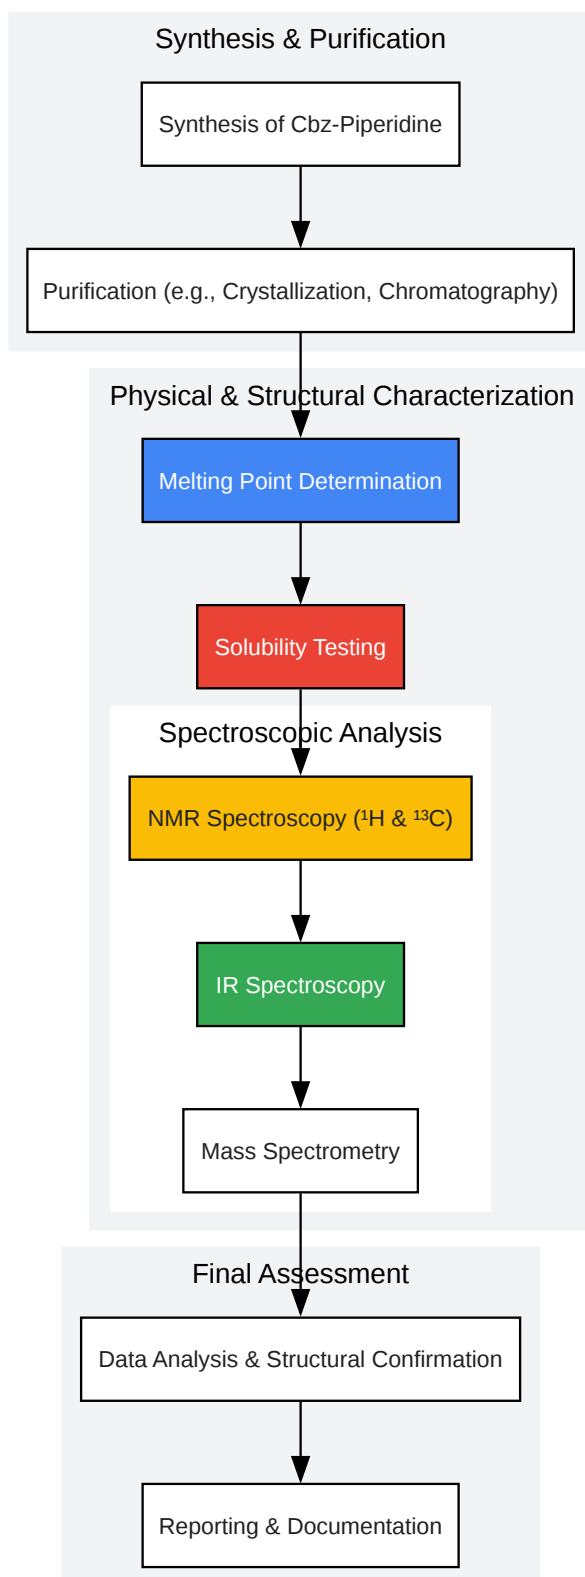 Synthesis & Purification
Synthesis of Cbz-Piperidine
Purification (e.g., Crystallization, Chromatography)
Physical & Structural Characterization
Melting Point Determination
Solubility Testing
Spectroscopic Analysis
NMR Spectroscopy (¹H & ¹³C)
IR Spectroscopy
Mass Spectrometry
Final Assessment
Data Analysis & Structural Confirmation
Reporting & Documentation